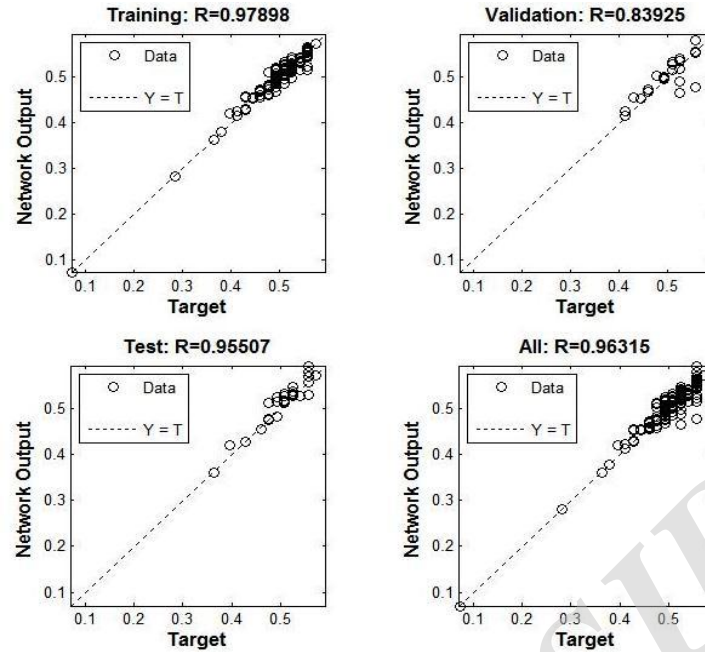 Training: R=0.97898
Data
Y = T
0.5
0.4
0.3
0.2
0.1
0.1 0.2 0.3 0.4 0.5
Network Output
Target
Validation: R=0.83925
Data
Y = T
0.5
0.4
0.3
0.2
0.1
0.1 0.2 0.3 0.4 0.5
Network Output
Target
Test: R=0.95507
Data
Y = T
0.5
0.4
0.3
0.2
0.1
0.1 0.2 0.3 0.4 0.5
Network Output
Target
All: R=0.96315
Data
Y = T
0.5
0.4
0.3
0.2
0.1
0.1 0.2 0.3 0.4 0.5
Network Output
Target